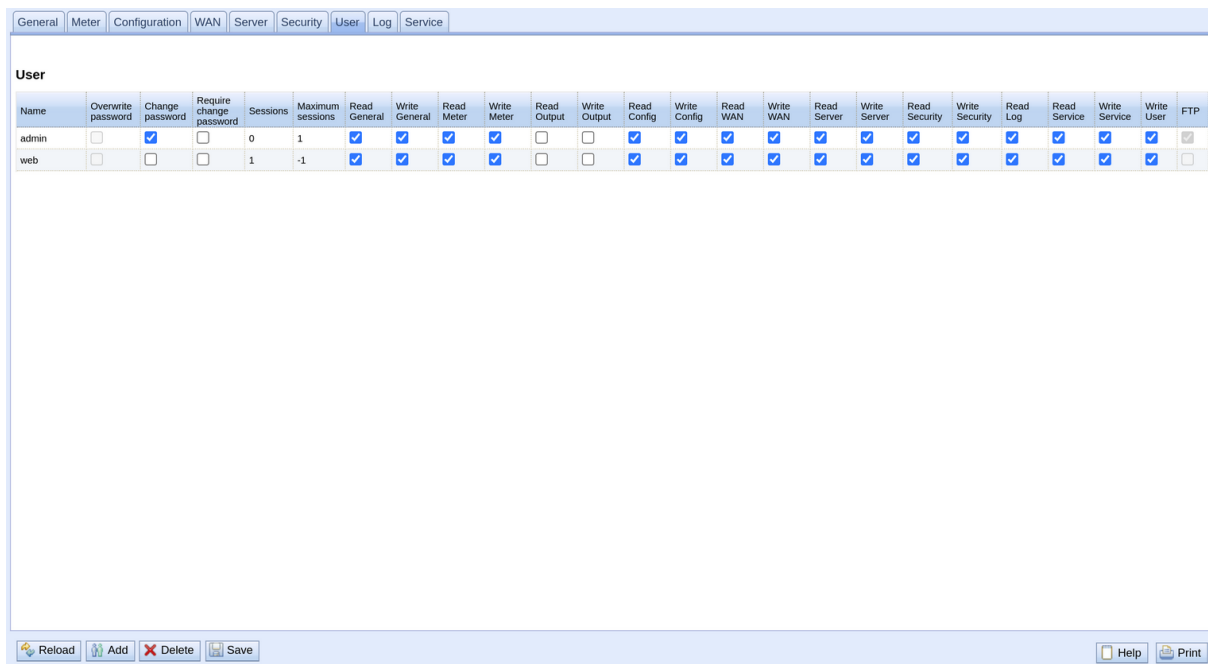 General Meter Configuration WAN Server Security User Log Service
User
Name Overwrite password Change password Require change password Sessions Maximum sessions Read General Write General Read Meter Write Meter Read Output Write Output Read Config Write Config Read WAN Write WAN Read Server Write Server Read Security Write Security Read Log Read Service Write Service Write User FTP
admin 0 1
web 1 -1
Reload Add Delete Save Help Print